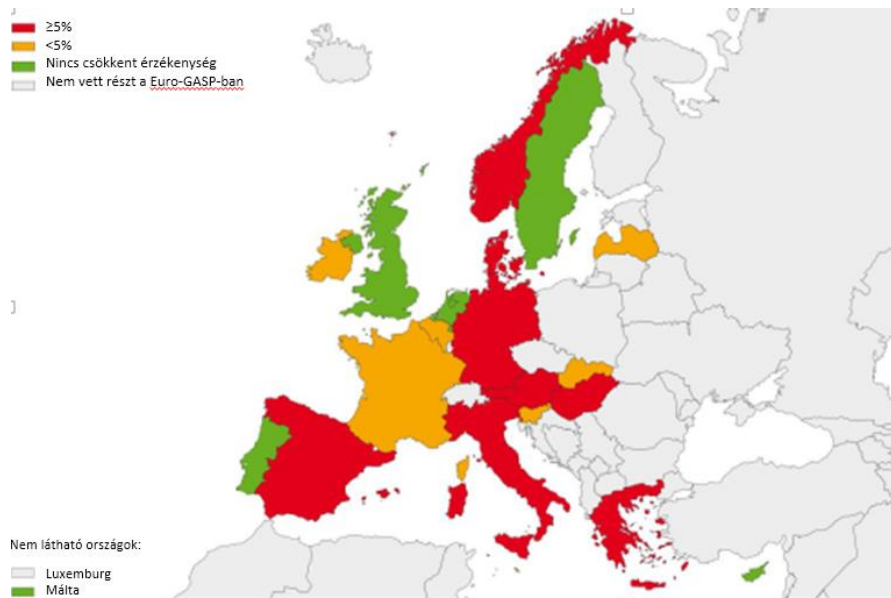 ≥5%
<5%
Nincs csökkent érzékenység
Nem vett részt a Euro-GASP-ban
Nem látható országok:
Luxemburg
Málta